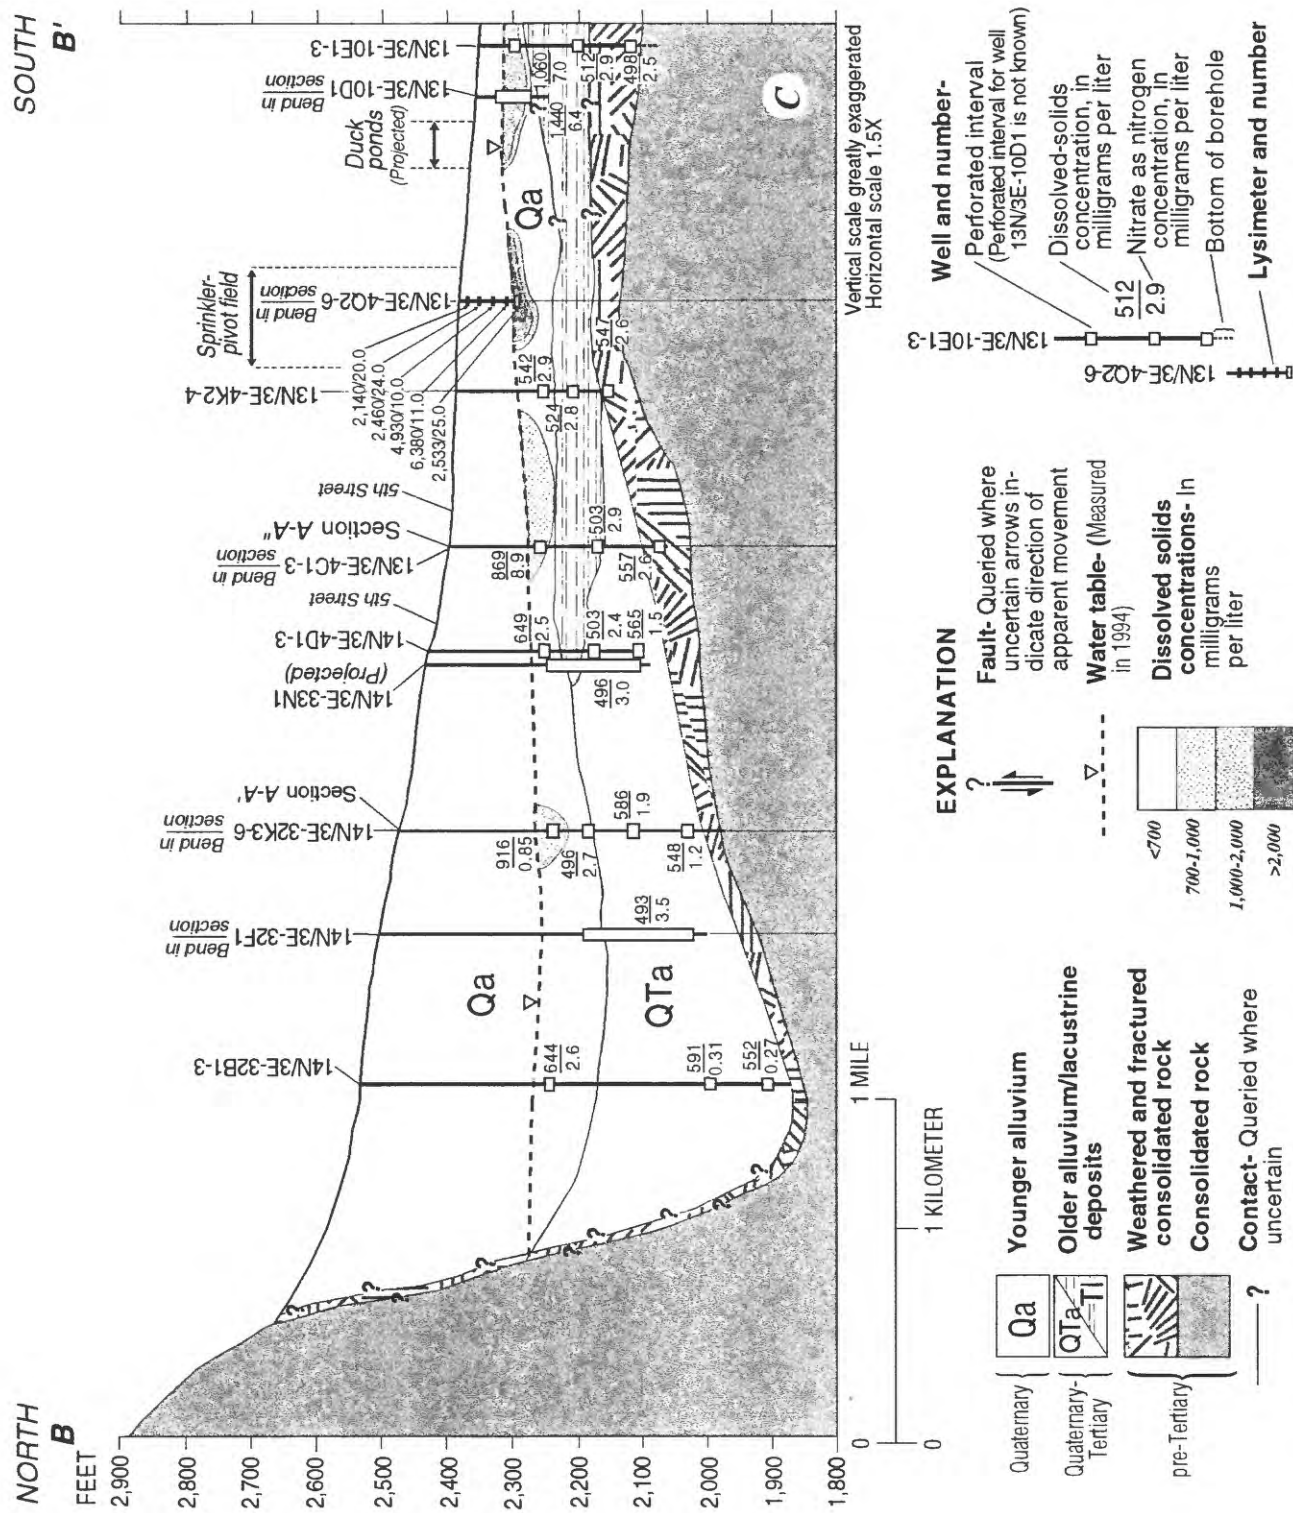 NORTH
B
SOUTH
B'
FEET
2,900
2,800
2,700
2,600
2,500
2,400
2,300
2,200
2,100
2,000
1,900
1,800
14N/3E-32B1-3
14N/3E-32F1
Bend in
section
14N/3E-32K3-6
Bend in
section
Section A-A'
14N/3E-33N1
(Projected)
14N/3E-4D1-3
5th Street
13N/3E-4C1-3
Bend in
section
Section A-A"
5th Street
13N/3E-4K2-4
Sprinkler-
pivot field
13N/3E-4Q2-6
Bend in
section
Duck
ponds
(Projected)
13N/3E-10D1
Bend in
section
13N/3E-10E1-3
2,140/20.0
2,460/24.0
4,930/10.0
6,380/11.0
2,533/25.0
Qa
QTa
Qa
644
2.6
591
0.31
552
0.27
493
3.5
916
0.85
496
2.7
586
1.9
548
1.2
496
3.0
649
2.5
503
2.4
565
1.5
869
8.9
503
2.9
557
2.6
542
2.9
524
2.8
547
2.6
1,440
6.4
1,060
7.0
512
2.9
498
2.5
?
?
?
?
?
?
?
?
?
?
?
?
?
C
0 1 MILE
0 1 KILOMETER
Vertical scale greatly exaggerated
Horizontal scale 1.5X
EXPLANATION
Quaternary
Qa
Younger alluvium
Quaternary-
Tertiary
QTa
Tl
Older alluvium/lacustrine
deposits
pre-Tertiary
Weathered and fractured
consolidated rock
Consolidated rock
?
Contact- Queried where
uncertain
?
Fault- Queried where
uncertain arrows in-
dicate direction of
apparent movement
Water table- (Measured
in 1994)
Dissolved solids
concentrations- In
milligrams
per liter
<700
700-1,000
1,000-2,000
>2,000
13N/3E-10E1-3
Well and number-
Perforated interval
(Perforated interval for well
13N/3E-10D1 is not known)
512
2.9
Dissolved-solids
concentration, in
milligrams per liter
Nitrate as nitrogen
concentration, in
milligrams per liter
Bottom of borehole
13N/3E-4Q2-6
Lysimeter and number